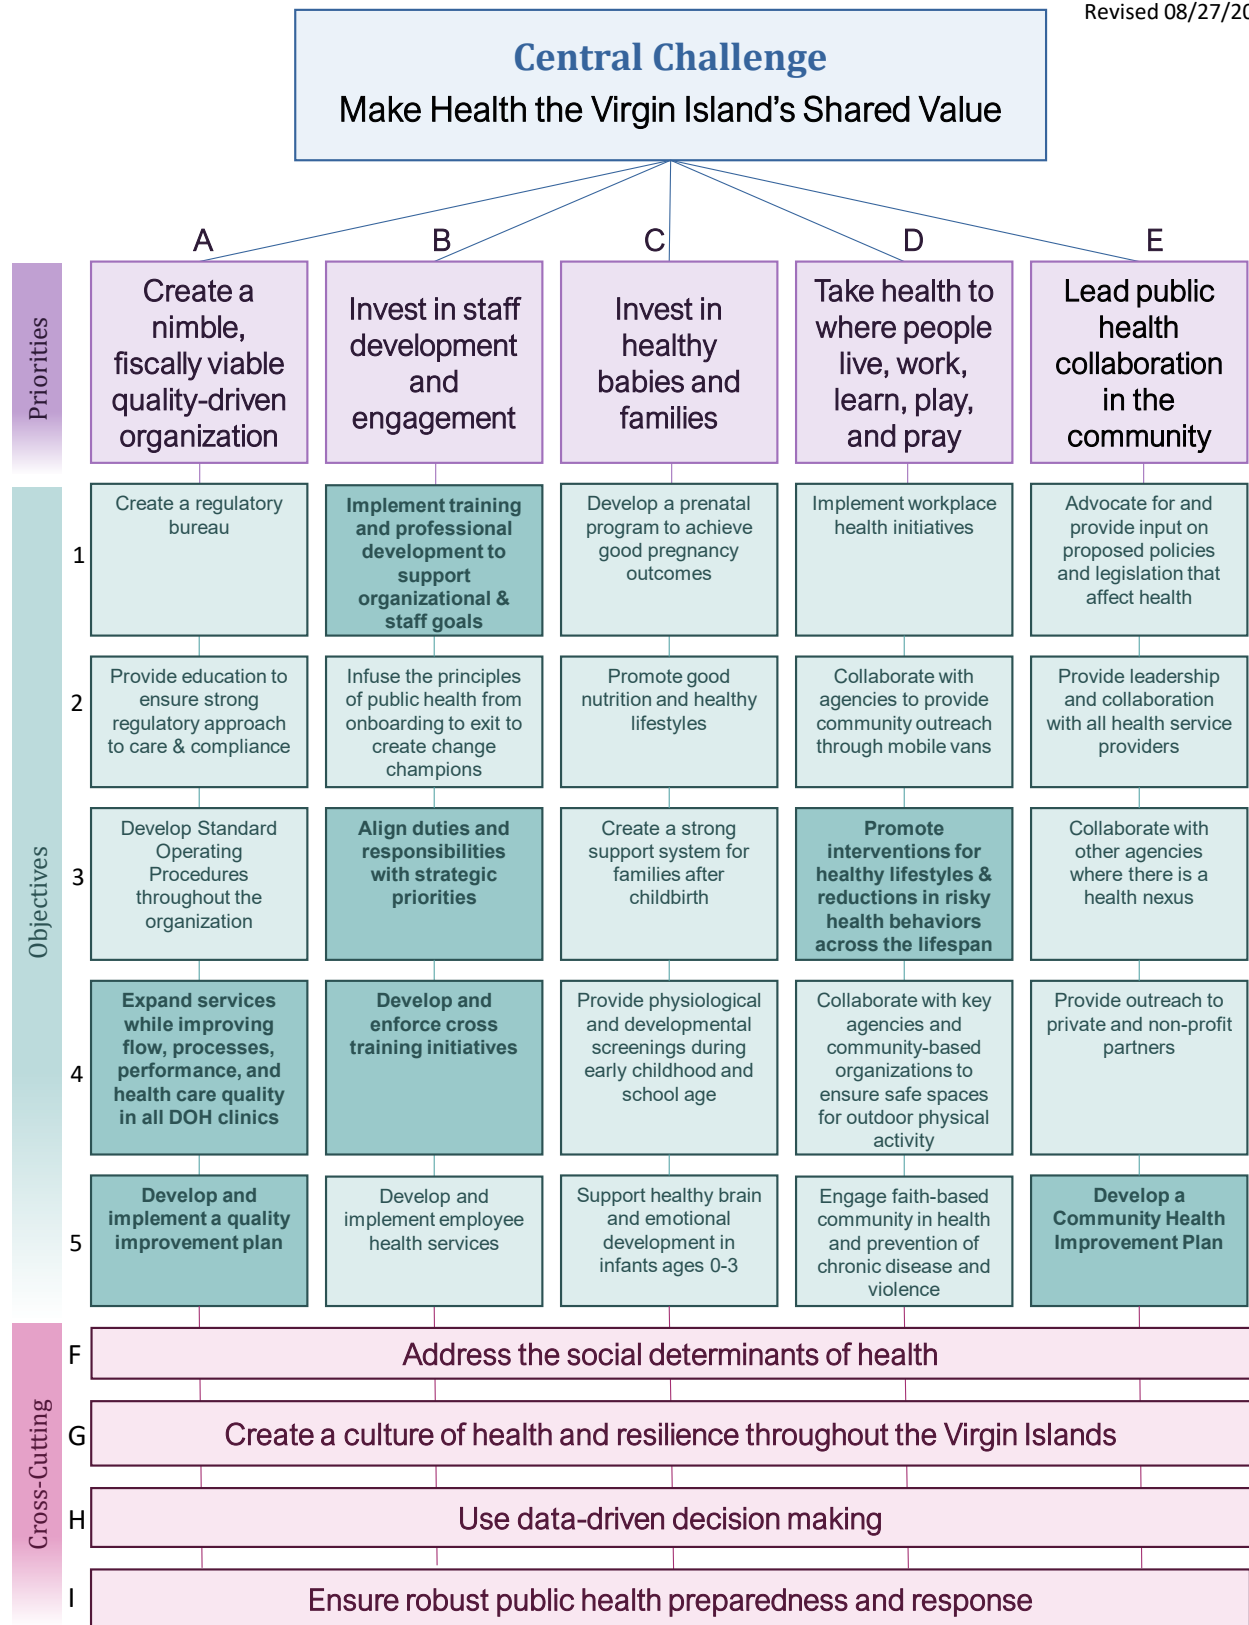 Revised 08/27/20
Central Challenge
Make Health the Virgin Island's Shared Value
A
B
C
D
E
Priorities
Create a
nimble,
fiscally viable
quality-driven
organization
Invest in staff
development
and
engagement
Invest in
healthy
babies and
families
Take health to
where people
live, work,
learn, play,
and pray
Lead public
health
collaboration
in the
community
Objectives
1
Create a regulatory
bureau
Implement training
and professional
development to
support
organizational &
staff goals
Develop a prenatal
program to achieve
good pregnancy
outcomes
Implement workplace
health initiatives
Advocate for and
provide input on
proposed policies
and legislation that
affect health
2
Provide education to
ensure strong
regulatory approach
to care & compliance
Infuse the principles
of public health from
onboarding to exit to
create change
champions
Promote good
nutrition and healthy
lifestyles
Collaborate with
agencies to provide
community outreach
through mobile vans
Provide leadership
and collaboration
with all health service
providers
3
Develop Standard
Operating
Procedures
throughout the
organization
Align duties and
responsibilities
with strategic
priorities
Create a strong
support system for
families after
childbirth
Promote
interventions for
healthy lifestyles &
reductions in risky
health behaviors
across the lifespan
Collaborate with
other agencies
where there is a
health nexus
4
Expand services
while improving
flow, processes,
performance, and
health care quality
in all DOH clinics
Develop and
enforce cross
training initiatives
Provide physiological
and developmental
screenings during
early childhood and
school age
Collaborate with key
agencies and
community-based
organizations to
ensure safe spaces
for outdoor physical
activity
Provide outreach to
private and non-profit
partners
5
Develop and
implement a quality
improvement plan
Develop and
implement employee
health services
Support healthy brain
and emotional
development in
infants ages 0-3
Engage faith-based
community in health
and prevention of
chronic disease and
violence
Develop a
Community Health
Improvement Plan
Cross-Cutting
F
Address the social determinants of health
G
Create a culture of health and resilience throughout the Virgin Islands
H
Use data-driven decision making
I
Ensure robust public health preparedness and response